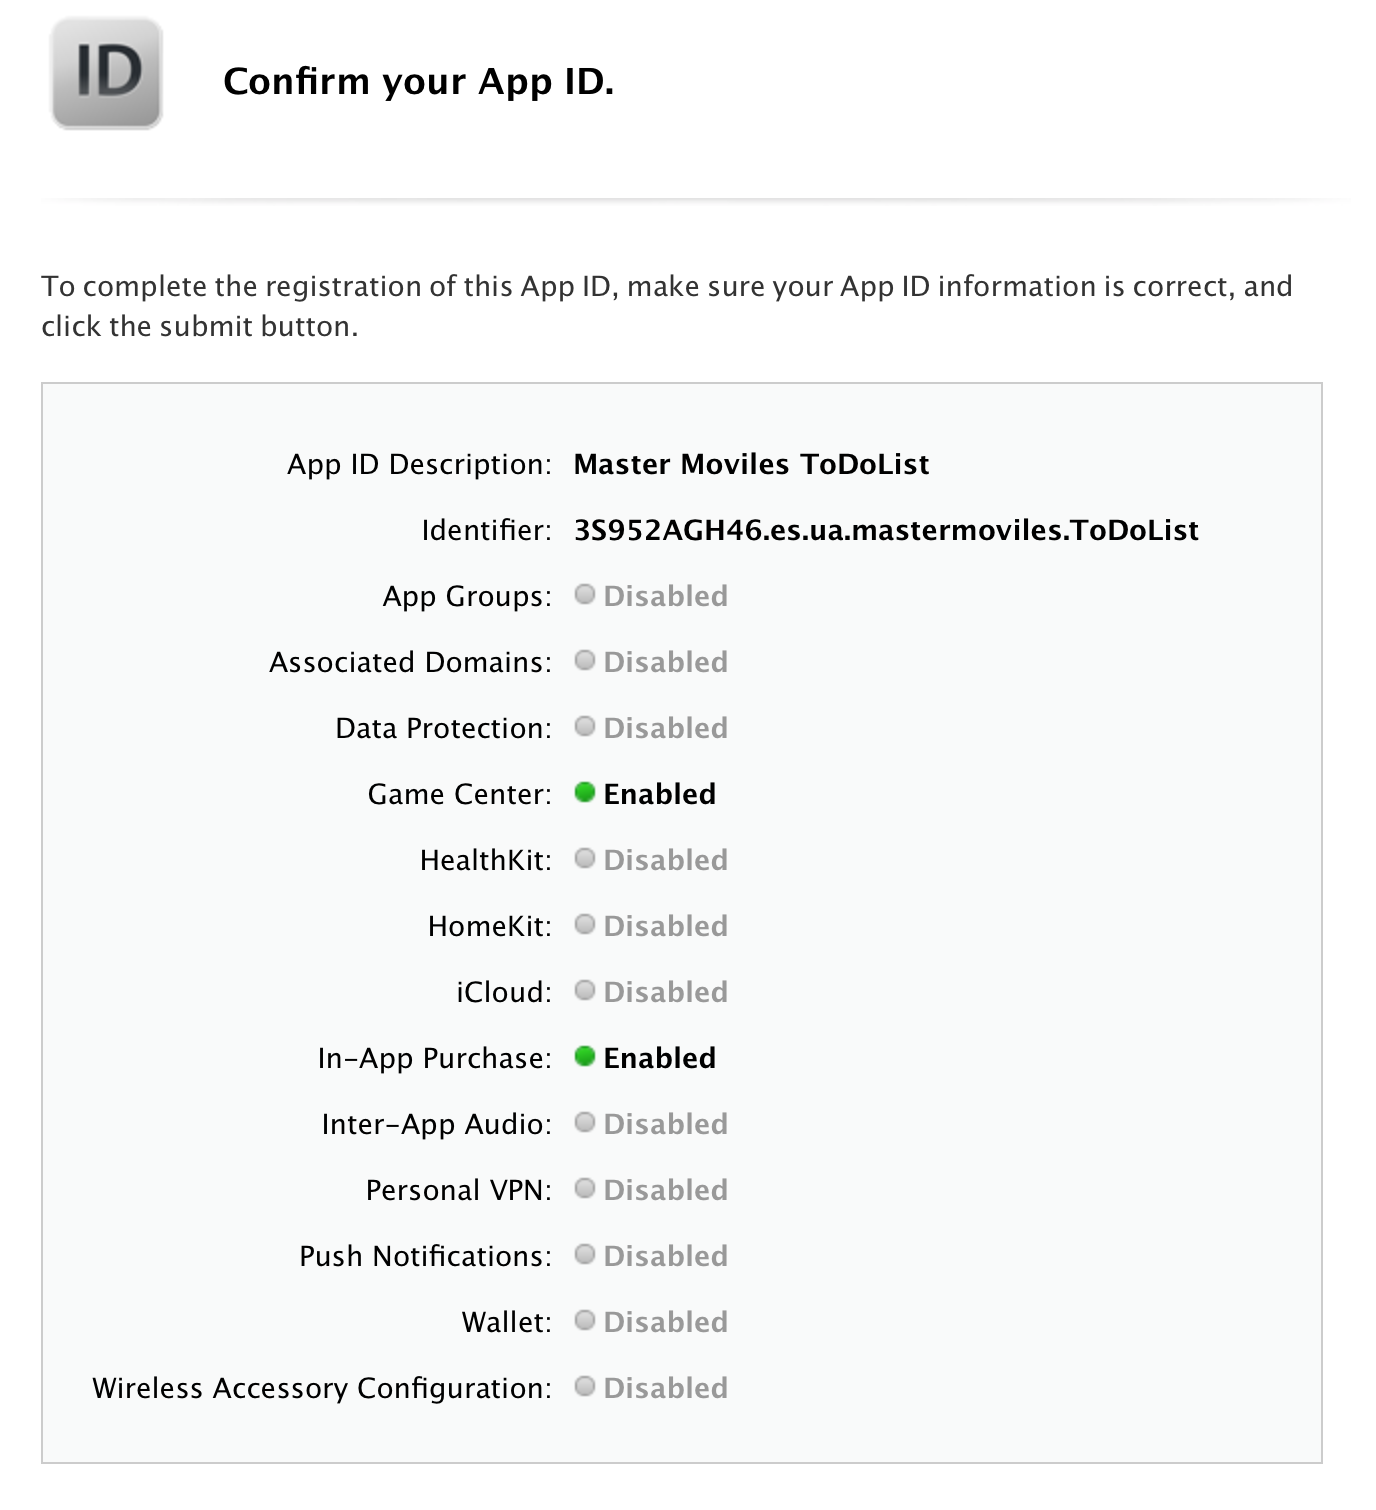 ID
Confirm your App ID.
To complete the registration of this App ID, make sure your App ID information is correct, and
click the submit button.
App ID Description: Master Moviles ToDoList
Identifier: 3S952AGH46.es.ua.mastermoviles.ToDoList
App Groups: Disabled
Associated Domains: Disabled
Data Protection: Disabled
Game Center: Enabled
HealthKit: Disabled
HomeKit: Disabled
iCloud: Disabled
In-App Purchase: Enabled
Inter-App Audio: Disabled
Personal VPN: Disabled
Push Notifications: Disabled
Wallet: Disabled
Wireless Accessory Configuration: Disabled